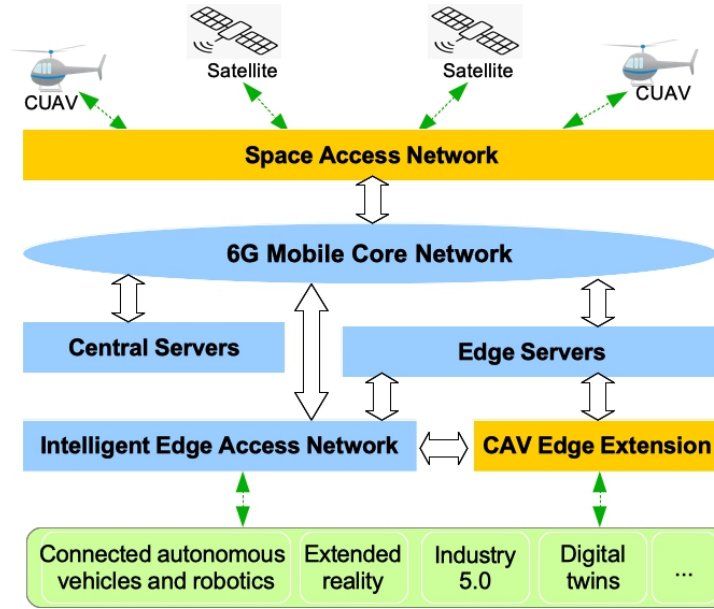 Satellite
Satellite
CUAV
CUAV
Space Access Network
6G Mobile Core Network
Central Servers
Edge Servers
Intelligent Edge Access Network
CAV Edge Extension
Connected autonomous
vehicles and robotics
Extended
reality
Industry
5.0
Digital
twins
...